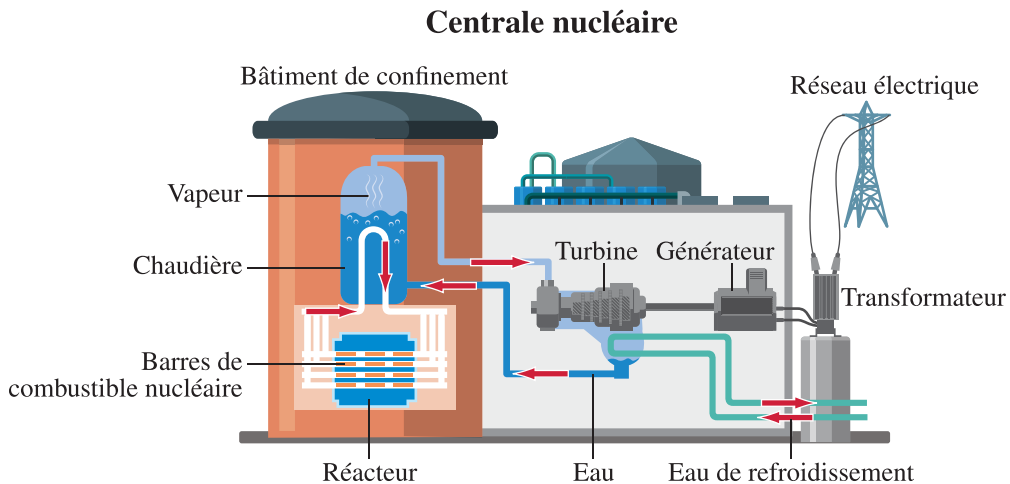 Centrale nucléaire
Bâtiment de confinement
Réseau électrique
Vapeur
Turbine
Générateur
Chaudière
Transformateur
Barres de
combustible nucléaire
Réacteur
Eau
Eau de refroidissement